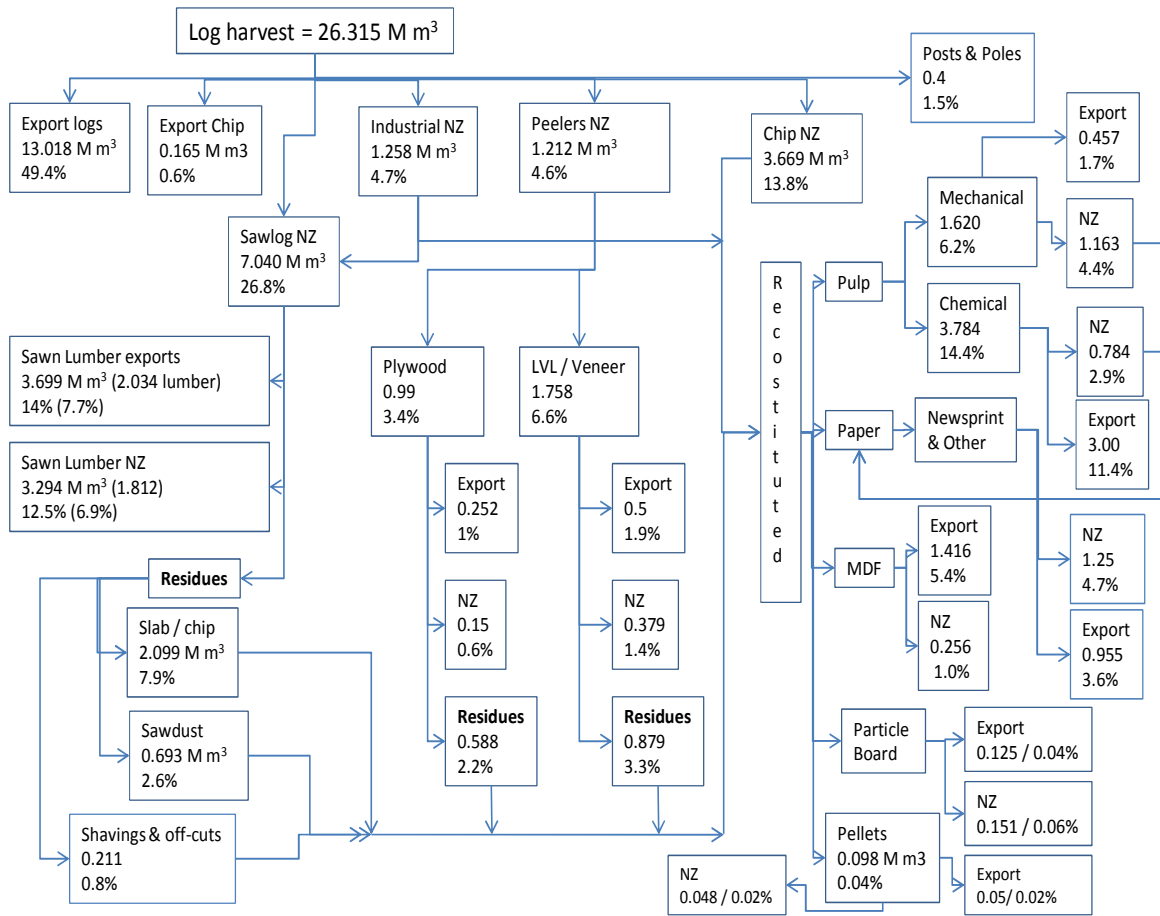 Log harvest = 26.315 M m³
Posts & Poles
0.4
1.5%
Export logs
13.018 M m³
49.4%
Export Chip
0.165 M m3
0.6%
Industrial NZ
1.258 M m³
4.7%
Peelers NZ
1.212 M m³
4.6%
Chip NZ
3.669 M m³
13.8%
Export
0.457
1.7%
Sawlog NZ
7.040 M m³
26.8%
Mechanical
1.620
6.2%
NZ
1.163
4.4%
Pulp
R
e
c
o
s
t
i
t
u
t
e
d
Chemical
3.784
14.4%
NZ
0.784
2.9%
Sawn Lumber exports
3.699 M m³ (2.034 lumber)
14% (7.7%)
Plywood
0.99
3.4%
LVL / Veneer
1.758
6.6%
Paper
Newsprint
& Other
Export
3.00
11.4%
Sawn Lumber NZ
3.294 M m³ (1.812)
12.5% (6.9%)
Export
0.252
1%
Export
0.5
1.9%
Export
1.416
5.4%
NZ
1.25
4.7%
MDF
Residues
NZ
0.15
0.6%
NZ
0.379
1.4%
NZ
0.256
1.0%
Export
0.955
3.6%
Slab / chip
2.099 M m³
7.9%
Residues
0.588
2.2%
Residues
0.879
3.3%
Particle
Board
Export
0.125 / 0.04%
Sawdust
0.693 M m³
2.6%
NZ
0.151 / 0.06%
Shavings & off-cuts
0.211
0.8%
Pellets
0.098 M m3
0.04%
NZ
0.048 / 0.02%
Export
0.05/ 0.02%